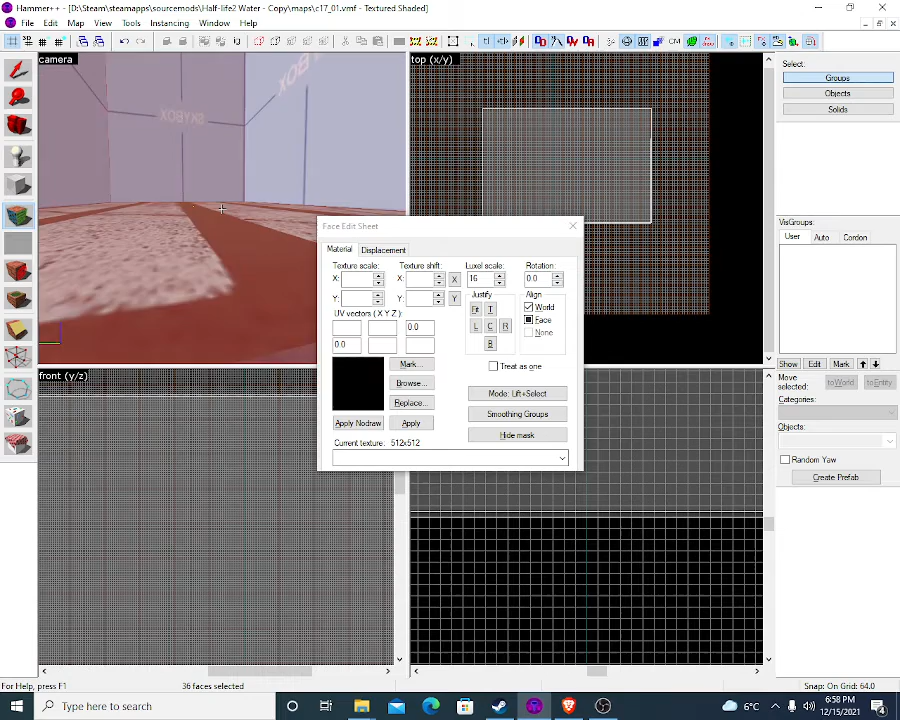 Hammer++ - [D:\Steam\steamapps\sourcemods\Half-life2 Water - Copy\maps\c17_01.vmf - Textured Shaded]
File Edit Map View Tools Instancing Window Help
camera
SKYBOX
top (x/y)
front (y/z)
Face Edit Sheet
Material Displacement
Texture scale: Texture shift: Luxel scale: Rotation:
X: X: X 16 0.0
Y: Y: Y
Justify Align
UV vectors ( X Y Z ):
Fit T World
0.0 L C R Face
0.0 B None
Mark... Treat as one
Browse... Mode: Lift+Select
Replace... Smoothing Groups
Apply Nodraw Apply
Hide mask
Current texture: 512x512
Select:
Groups
Objects
Solids
VisGroups:
User Auto Cordon
Show Edit Mark
Move selected: toWorld toEntity
Categories:
Objects:
Random Yaw
Create Prefab
For Help, press F1 36 faces selected Snap: On Grid: 64.0
Type here to search
6°C
6:58 PM
12/15/2021
4